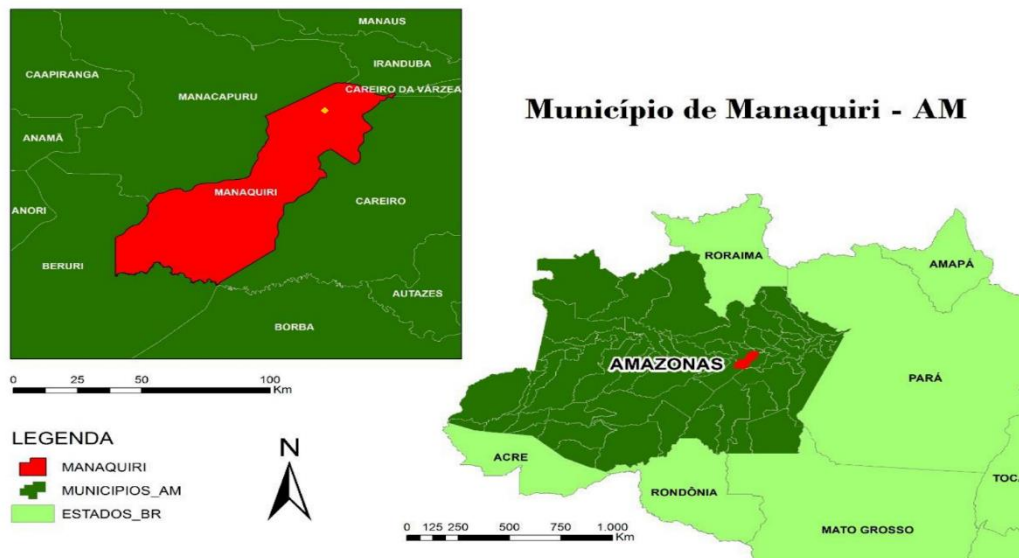 MANAUS
IRANDUBA
CAAPIRANGA
CAREIRO DA VÁRZEA
MANACAPURU
ANAMÃ
MANAQUIRI
CAREIRO
ANORI
BERURI
AUTAZES
BORBA
0 25 50 100
Km
Município de Manaquiri - AM
RORAIMA
AMAPÁ
AMAZONAS
PARÁ
ACRE
RONDÔNIA
TOCA
MATO GROSSO
0 125 250 500 750 1.000
Km
LEGENDA
MANAQUIRI
MUNICIPIOS_AM
ESTADOS_BR
N